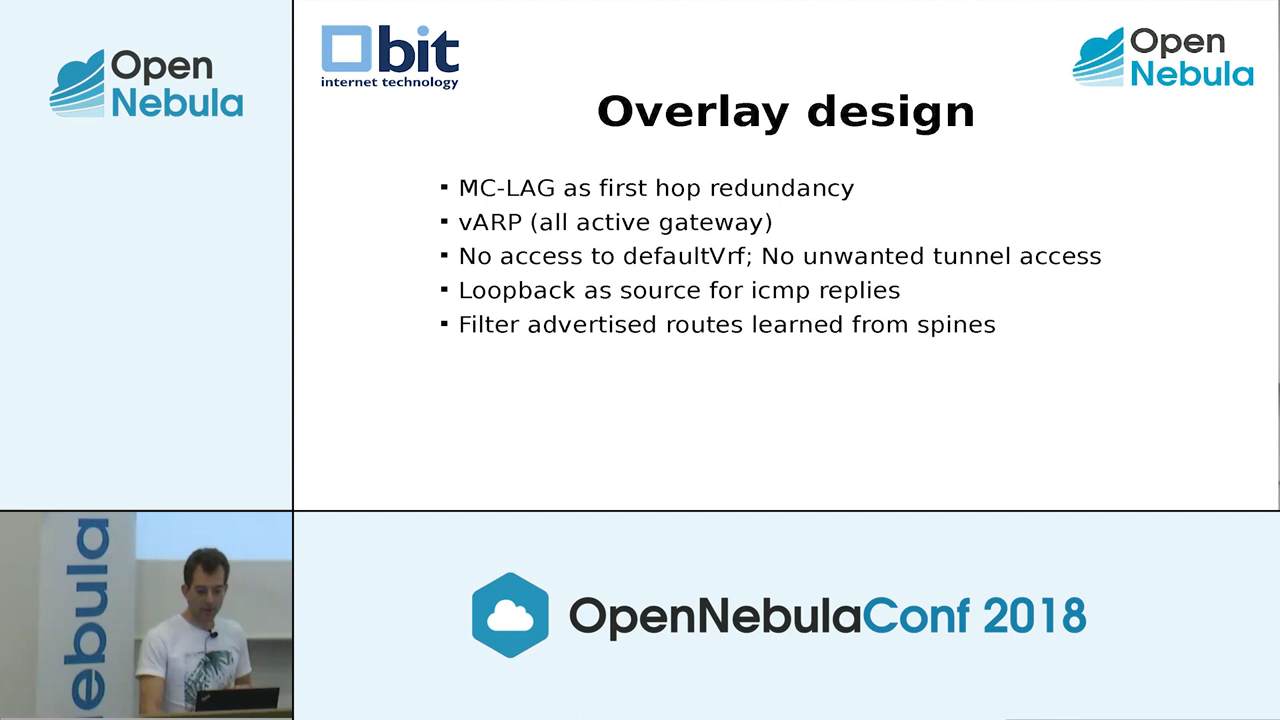 Open
Nebula
bit
internet technology
Open
Nebula
Overlay design
▪ MC-LAG as first hop redundancy
▪ vARP (all active gateway)
▪ No access to defaultVrf; No unwanted tunnel access
▪ Loopback as source for icmp replies
▪ Filter advertised routes learned from spines
ebula
OpenNebulaConf 2018